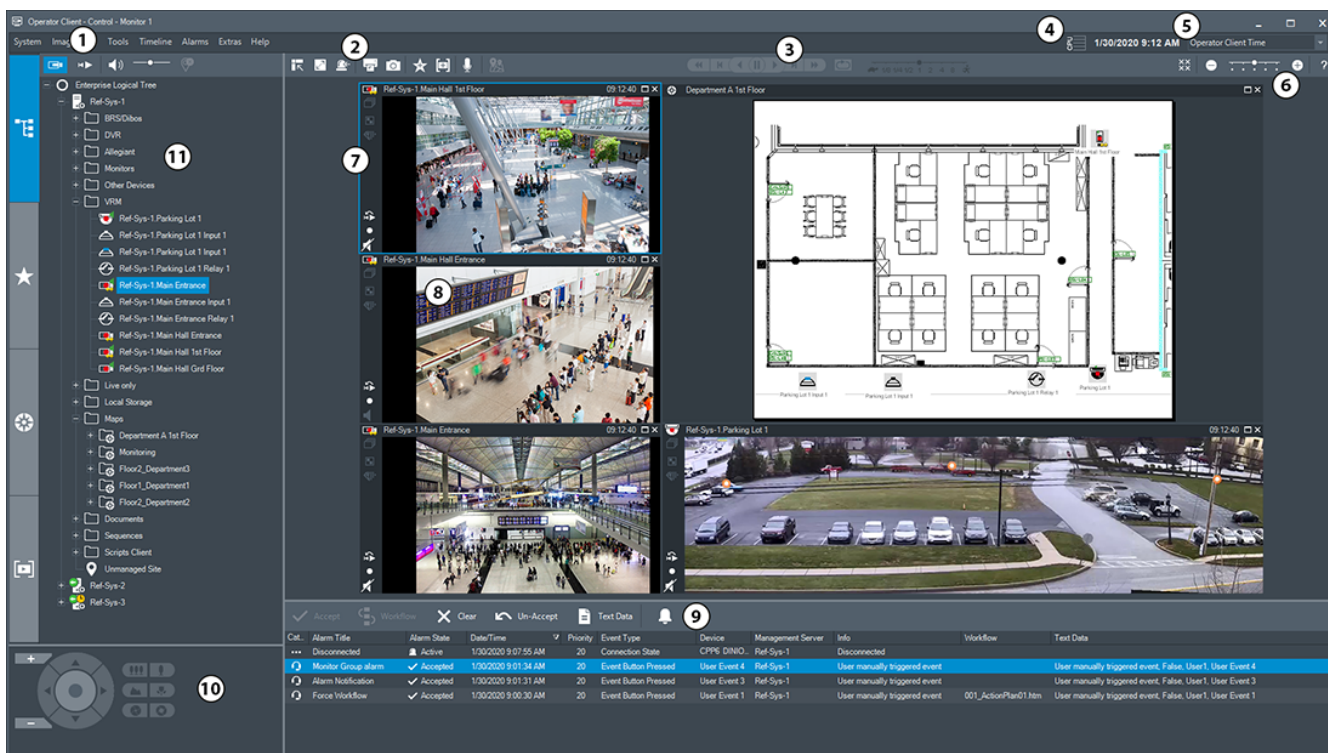 Operator Client - Control - Monitor 1
4
5
System Imag 1 Tools Timeline Alarms Extras Help
2
3
1/30/2020 9:12 AM Operator Client Time
?
6
Enterprise Logical Tree
Ref-Sys-1
BRS/Dibos
DVR
Allegiant
Monitors
Other Devices
VRM
Ref-Sys-1.Parking Lot 1
Ref-Sys-1.Parking Lot 1 Input 1
Ref-Sys-1.Parking Lot 1 Input 1
Ref-Sys-1.Parking Lot 1 Relay 1
Ref-Sys-1.Main Entrance
Ref-Sys-1.Main Entrance Input 1
Ref-Sys-1.Main Entrance Relay 1
Ref-Sys-1.Main Hall Entrance
Ref-Sys-1.Main Hall 1st Floor
Ref-Sys-1.Main Hall Grd Floor
Live only
Local Storage
Maps
Department A 1st Floor
Monitoring
Floor2_Department3
Floor1_Department1
Floor2_Department2
Documents
Sequences
Scripts Client
Unmanaged Site
Ref-Sys-2
Ref-Sys-3
11
10
Ref-Sys-1.Main Hall 1st Floor 09:12:40
7
Ref-Sys-1.Main Hall Entrance 09:12:40
8
Ref-Sys-1.Main Entrance 09:12:40
Department A 1st Floor
Main Hall 1st Floor
Parking Lot 1 Input 1
Parking Lot 1 Input 1
Parking Lot 1 Relay 1
Parking Lot 1
Ref-Sys-1.Parking Lot 1 09:12:40
Accept Workflow Clear Un-Accept Text Data 9
Cat... Alarm Title Alarm State Date/Time Priority Event Type Device Management Server Info Workflow Text Data
Disconnected Active 1/30/2020 9:07:55 AM 20 Connection State CPP6 DINIO... Ref-Sys-1 Disconnected
Monitor Group alarm Accepted 1/30/2020 9:01:34 AM 20 Event Button Pressed User Event 4 Ref-Sys-1 User manually triggered event User manually triggered event, False, User1, User Event 4
Alarm Notification Accepted 1/30/2020 9:01:31 AM 20 Event Button Pressed User Event 3 Ref-Sys-1 User manually triggered event User manually triggered event, False, User1, User Event 3
Force Workflow Accepted 1/30/2020 9:00:30 AM 20 Event Button Pressed User Event 1 Ref-Sys-1 User manually triggered event 001_ActionPlan01.htm User manually triggered event, False, User1, User Event 1